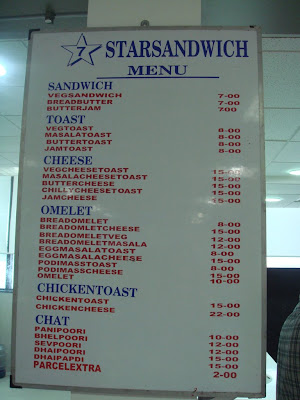 7 STARSANDWICH
MENU
SANDWICH
VEGSANDWICH 7-00
BREADBUTTER 7-00
BUTTERJAM 7.00
TOAST
VEGTOAST 8-00
MASALATOAST 8-00
BUTTERTOAST 8-00
JAMTOAST 8-00
CHEESE
VEGCHEESETOAST 15-00
MASALACHEESETOAST 15-00
BUTTERCHEESE 15-00
CHILLYCHEESETOAST 15-00
JAMCHEESE 15-00
OMELET
BREADOMELET 8-00
BREADOMLETCHEESE 15-00
BREADOMELETVEG 12-00
BREADOMELETMASALA 12-00
EGGMASALATOAST 8-00
EGGMASALACHEESE 15-00
PODIMASSTOAST 8-00
PODIMASSCHEESE 15-00
OMELET 10-00
CHICKENTOAST
CHICKENTOAST 15-00
CHICKENCHEESE 22-00
CHAT
PANIPOORI
BHELPOORI 10-00
SEVPOORI 12-00
DHAIPOORI 12-00
DHAIPAPDI 15-00
PARCELEXTRA 2-00